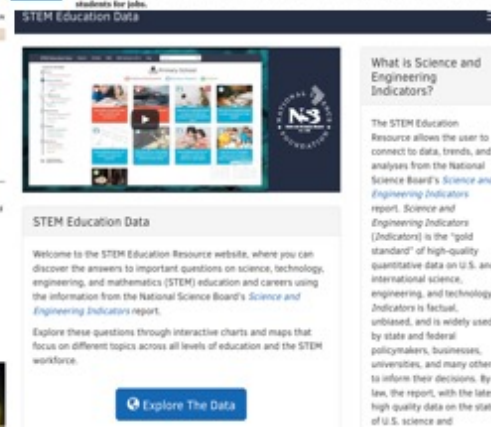 students for jobs.
STEM Education Data
Primary School
NATIONAL SCIENCE FOUNDATION
NSB
STEM Education Data
Welcome to the STEM Education Resource website, where you can
discover the answers to important questions on science, technology,
engineering, and mathematics (STEM) education and careers using
the information from the National Science Board's Science and
Engineering Indicators report.
Explore these questions through interactive charts and maps that
focus on different topics across all levels of education and the STEM
workforce.
Explore The Data
What is Science and
Engineering
Indicators?
The STEM Education
Resource allows the user to
connect to data, trends, and
analyses from the National
Science Board's Science and
Engineering Indicators
report. Science and
Engineering Indicators
(Indicators) is the "gold
standard" of high-quality
quantitative data on U.S. and
international science,
engineering, and technology.
Indicators is factual,
unbiased, and is widely used
by state and federal
policymakers, businesses,
universities, and many other
to inform their decisions. By
law, the report, with the late
high quality data on the stat
of U.S. science and